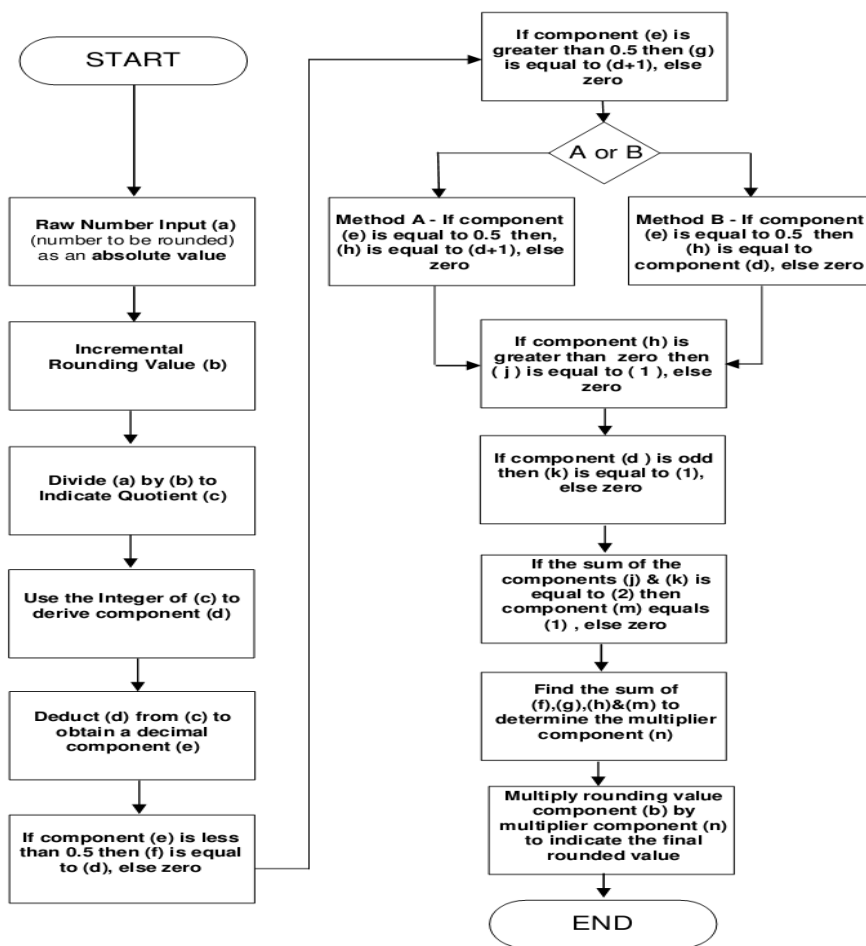 START
Raw Number Input (a)
(number to be rounded)
as an absolute value
Incremental
Rounding Value (b)
Divide (a) by (b) to
Indicate Quotient (c
Use the Integer of (c) to
derive component (d)
Deduct (d) from (c) to
obtain a decimal
component (e)
If component (e) is less
than 0.5 then (f) is equal
to (d), else zero
If component (e) is
greater than 0.5 then (g)
is equal to (d+1), else
zero
A or B
Method A - If component
(e) is equal to 0.5 then,
(h) is equal to (d+1), else
zero
Method B - If component
(e) is equal to 0.5 then
(h) is equal to
component (d), else zero
If component (h) is
greater than zero then
( j ) is equal to ( 1 ), else
zero
If component (d ) is odd
then (k) is equal to (1),
else zero
If the sum of the
components (j) & (k) is
equal to (2) then
component (m) equals
(1) , else zero
Find the sum of
(f),(g),(h)&(m) to
determine the multiplier
component (n)
Multiply rounding value
component (b) by
multiplier component (n)
to indicate the final
rounded value
END